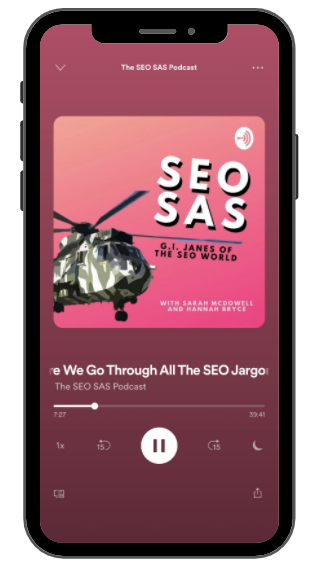 The SEO SAS Podcast
SEO
SAS
G.I. JANES OF
THE SEO WORLD
WITH SARAH MCDOWELL
AND HANNAH BRYCE
e We Go Through All The SEO Jargo
The SEO SAS Podcast
7:27
39:41
1x
15
15